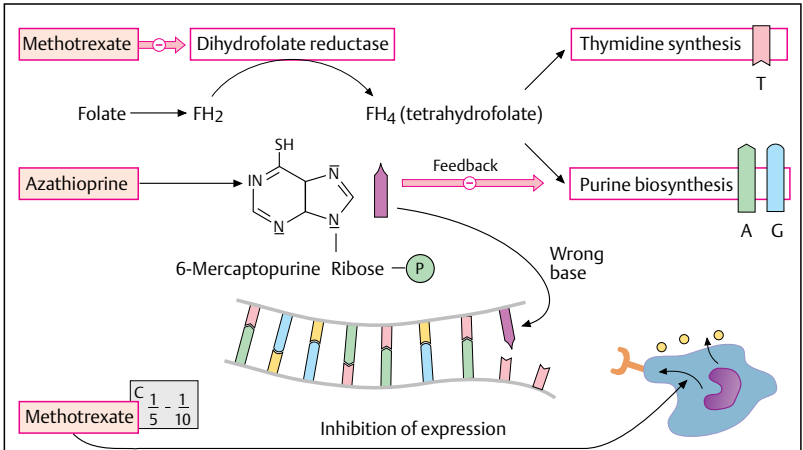 Methotrexate
−
Dihydrofolate reductase
Thymidine synthesis
T
Folate
FH2
FH4 (tetrahydrofolate)
SH
Azathioprine
IN
N
N
N
Feedback
−
Purine biosynthesis
A G
6-Mercaptopurine Ribose P
Wrong
base
C 1/5 - 1/10
Methotrexate
Inhibition of expression